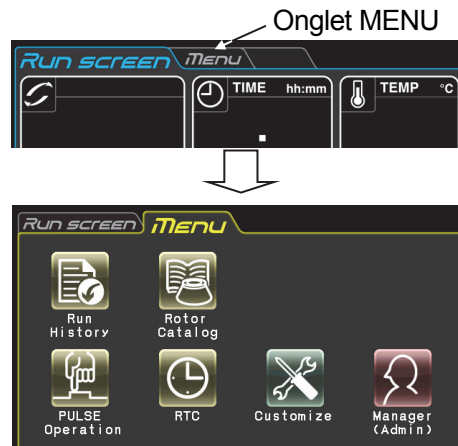 Onglet MENU
Run screen Menu
TIME hh:mm TEMP °C
Run screen Menu
Run
History
Rotor
Catalog
PULSE
Operation
RTC
Customize
Manager
(Admin)